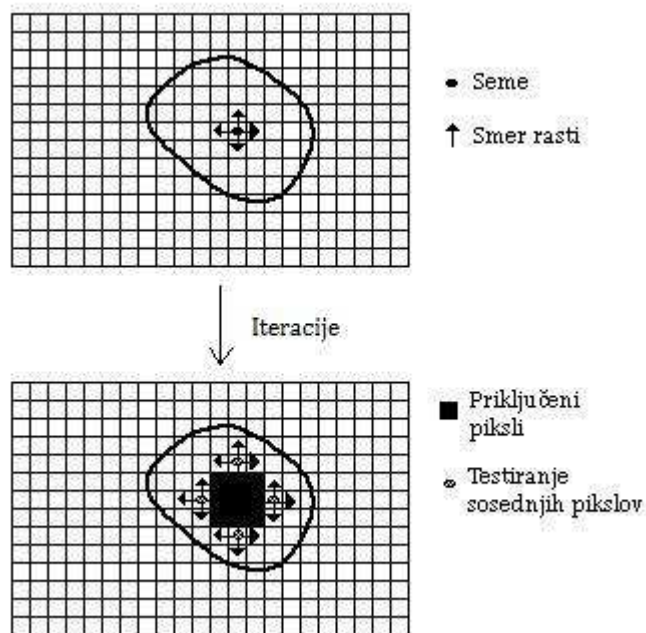 Seme
Smer rasti
Iteracije
Priključeni
piksli
Testiranje
sosednjih pikslov